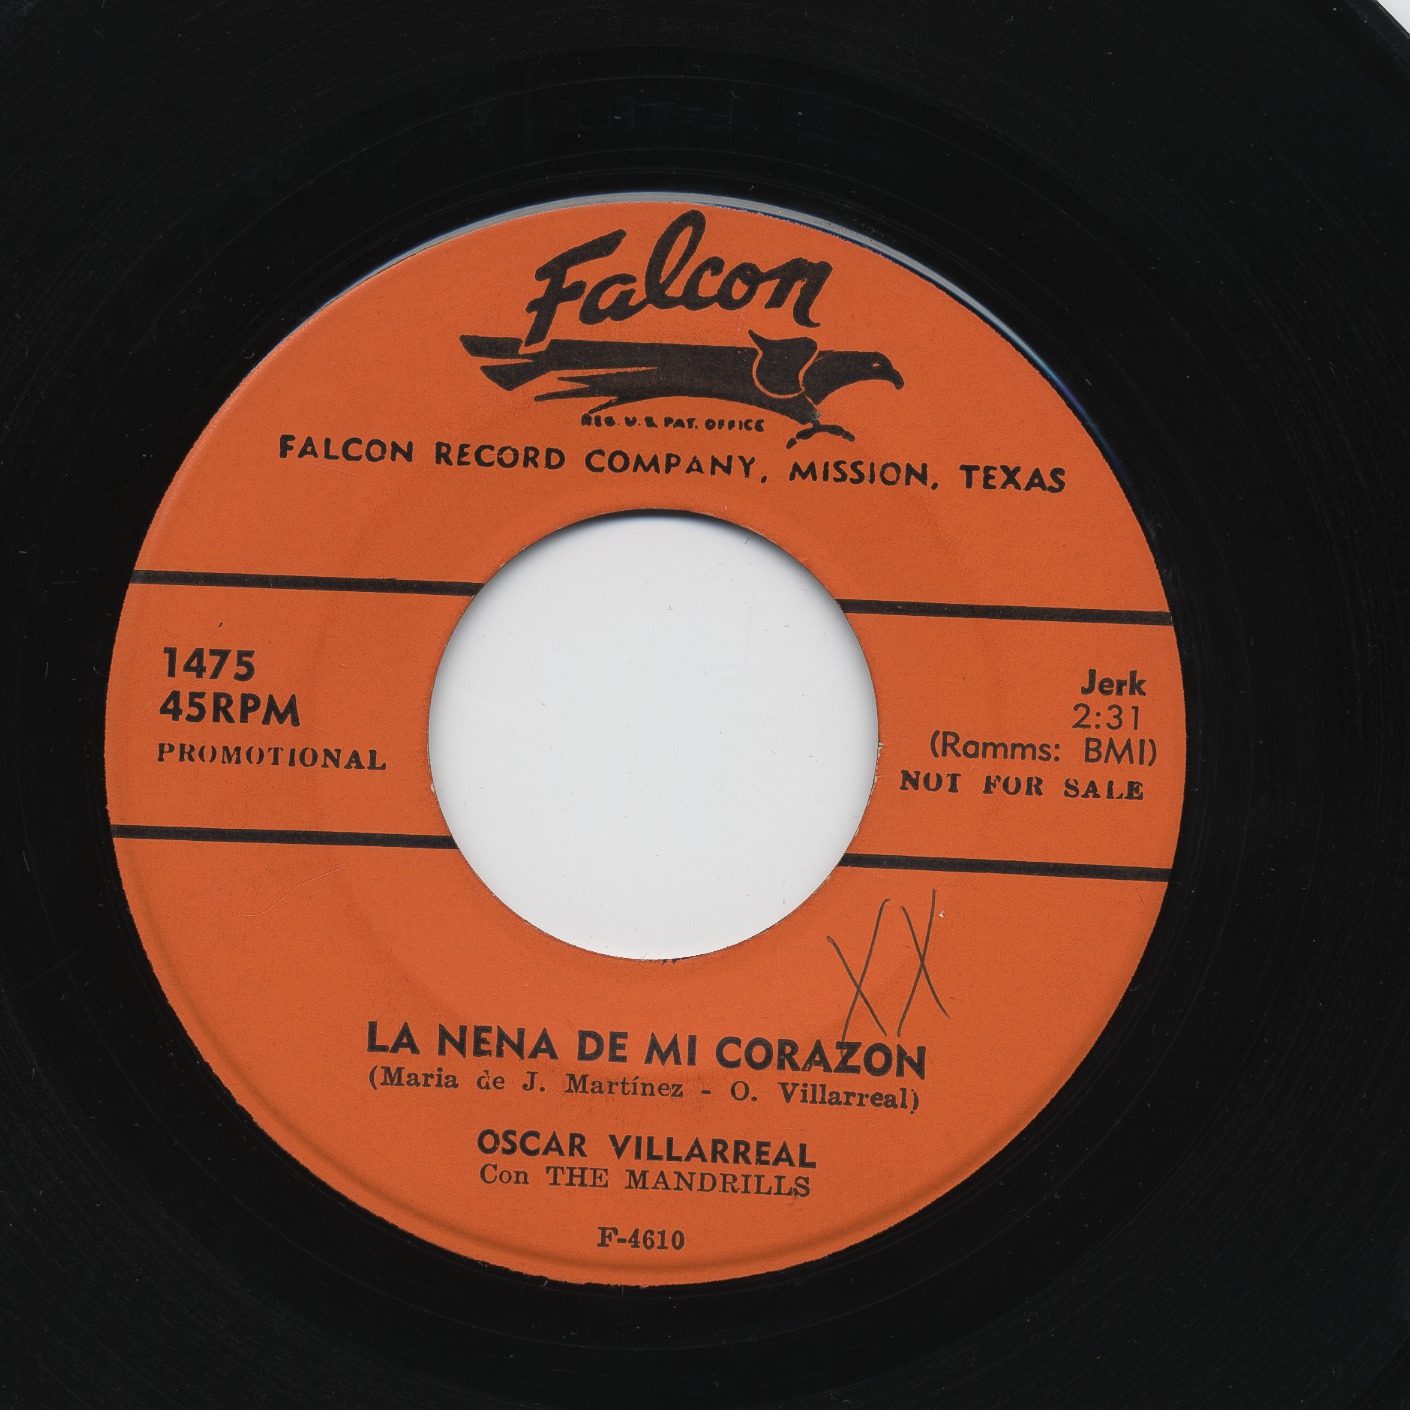 Falcon
REG. U.S. PAT. OFFICE
FALCON RECORD COMPANY, MISSION, TEXAS
1475
45RPM
PROMOTIONAL
Jerk
2:31
(Ramms: BMI)
NOT FOR SALE
XX
LA NENA DE MI CORAZON
(Maria de J. Martínez - O. Villarreal)
OSCAR VILLARREAL
Con THE MANDRILLS
F-4610